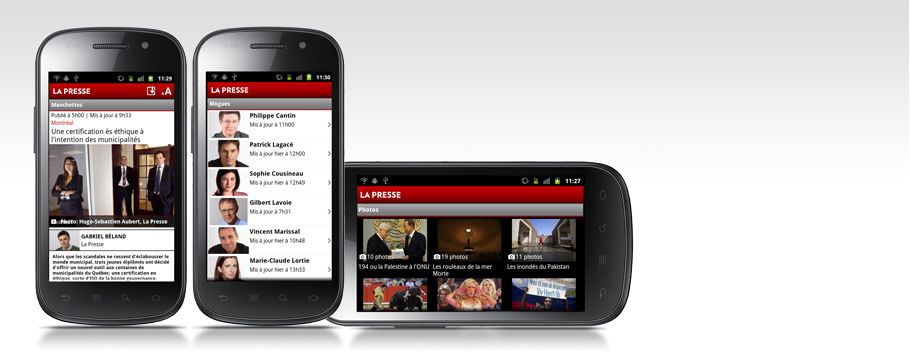 11:29
LA PRESSE
AA
Manchettes
Publié à 5h00 | Mis à jour à 9h33
Montréal
Une certification ès éthique à
l'intention des municipalités
Photo: Hugo-Sebastien Aubert, La Presse
GABRIEL BÉLAND
La Presse
Alors que les scandales ne cessent d'éclabousser le
monde municipal, trois jeunes diplômés ont décidé
d'offrir un nouvel outil aux centaines de
municipalités du Québec: une certification en
éthique, sorte d'ISO de la bonne gouvernance.
11:30
LA PRESSE
Blogues
Philippe Cantin
Mis à jour à 11h00
Patrick Lagacé
Mis à jour hier à 12h00
Sophie Cousineau
Mis à jour hier à 12h49
Gilbert Lavoie
Mis à jour à 7h31
Vincent Marissal
Mis à jour hier à 10h48
Marie-Claude Lortie
Mis à jour hier à 13h33
11:27
LA PRESSE
Photos
10 photos
19 photos
11 photos
194 ou la Palestine à l'ONU
Les rouleaux de la mer
Morte
Les inondés du Pakistan